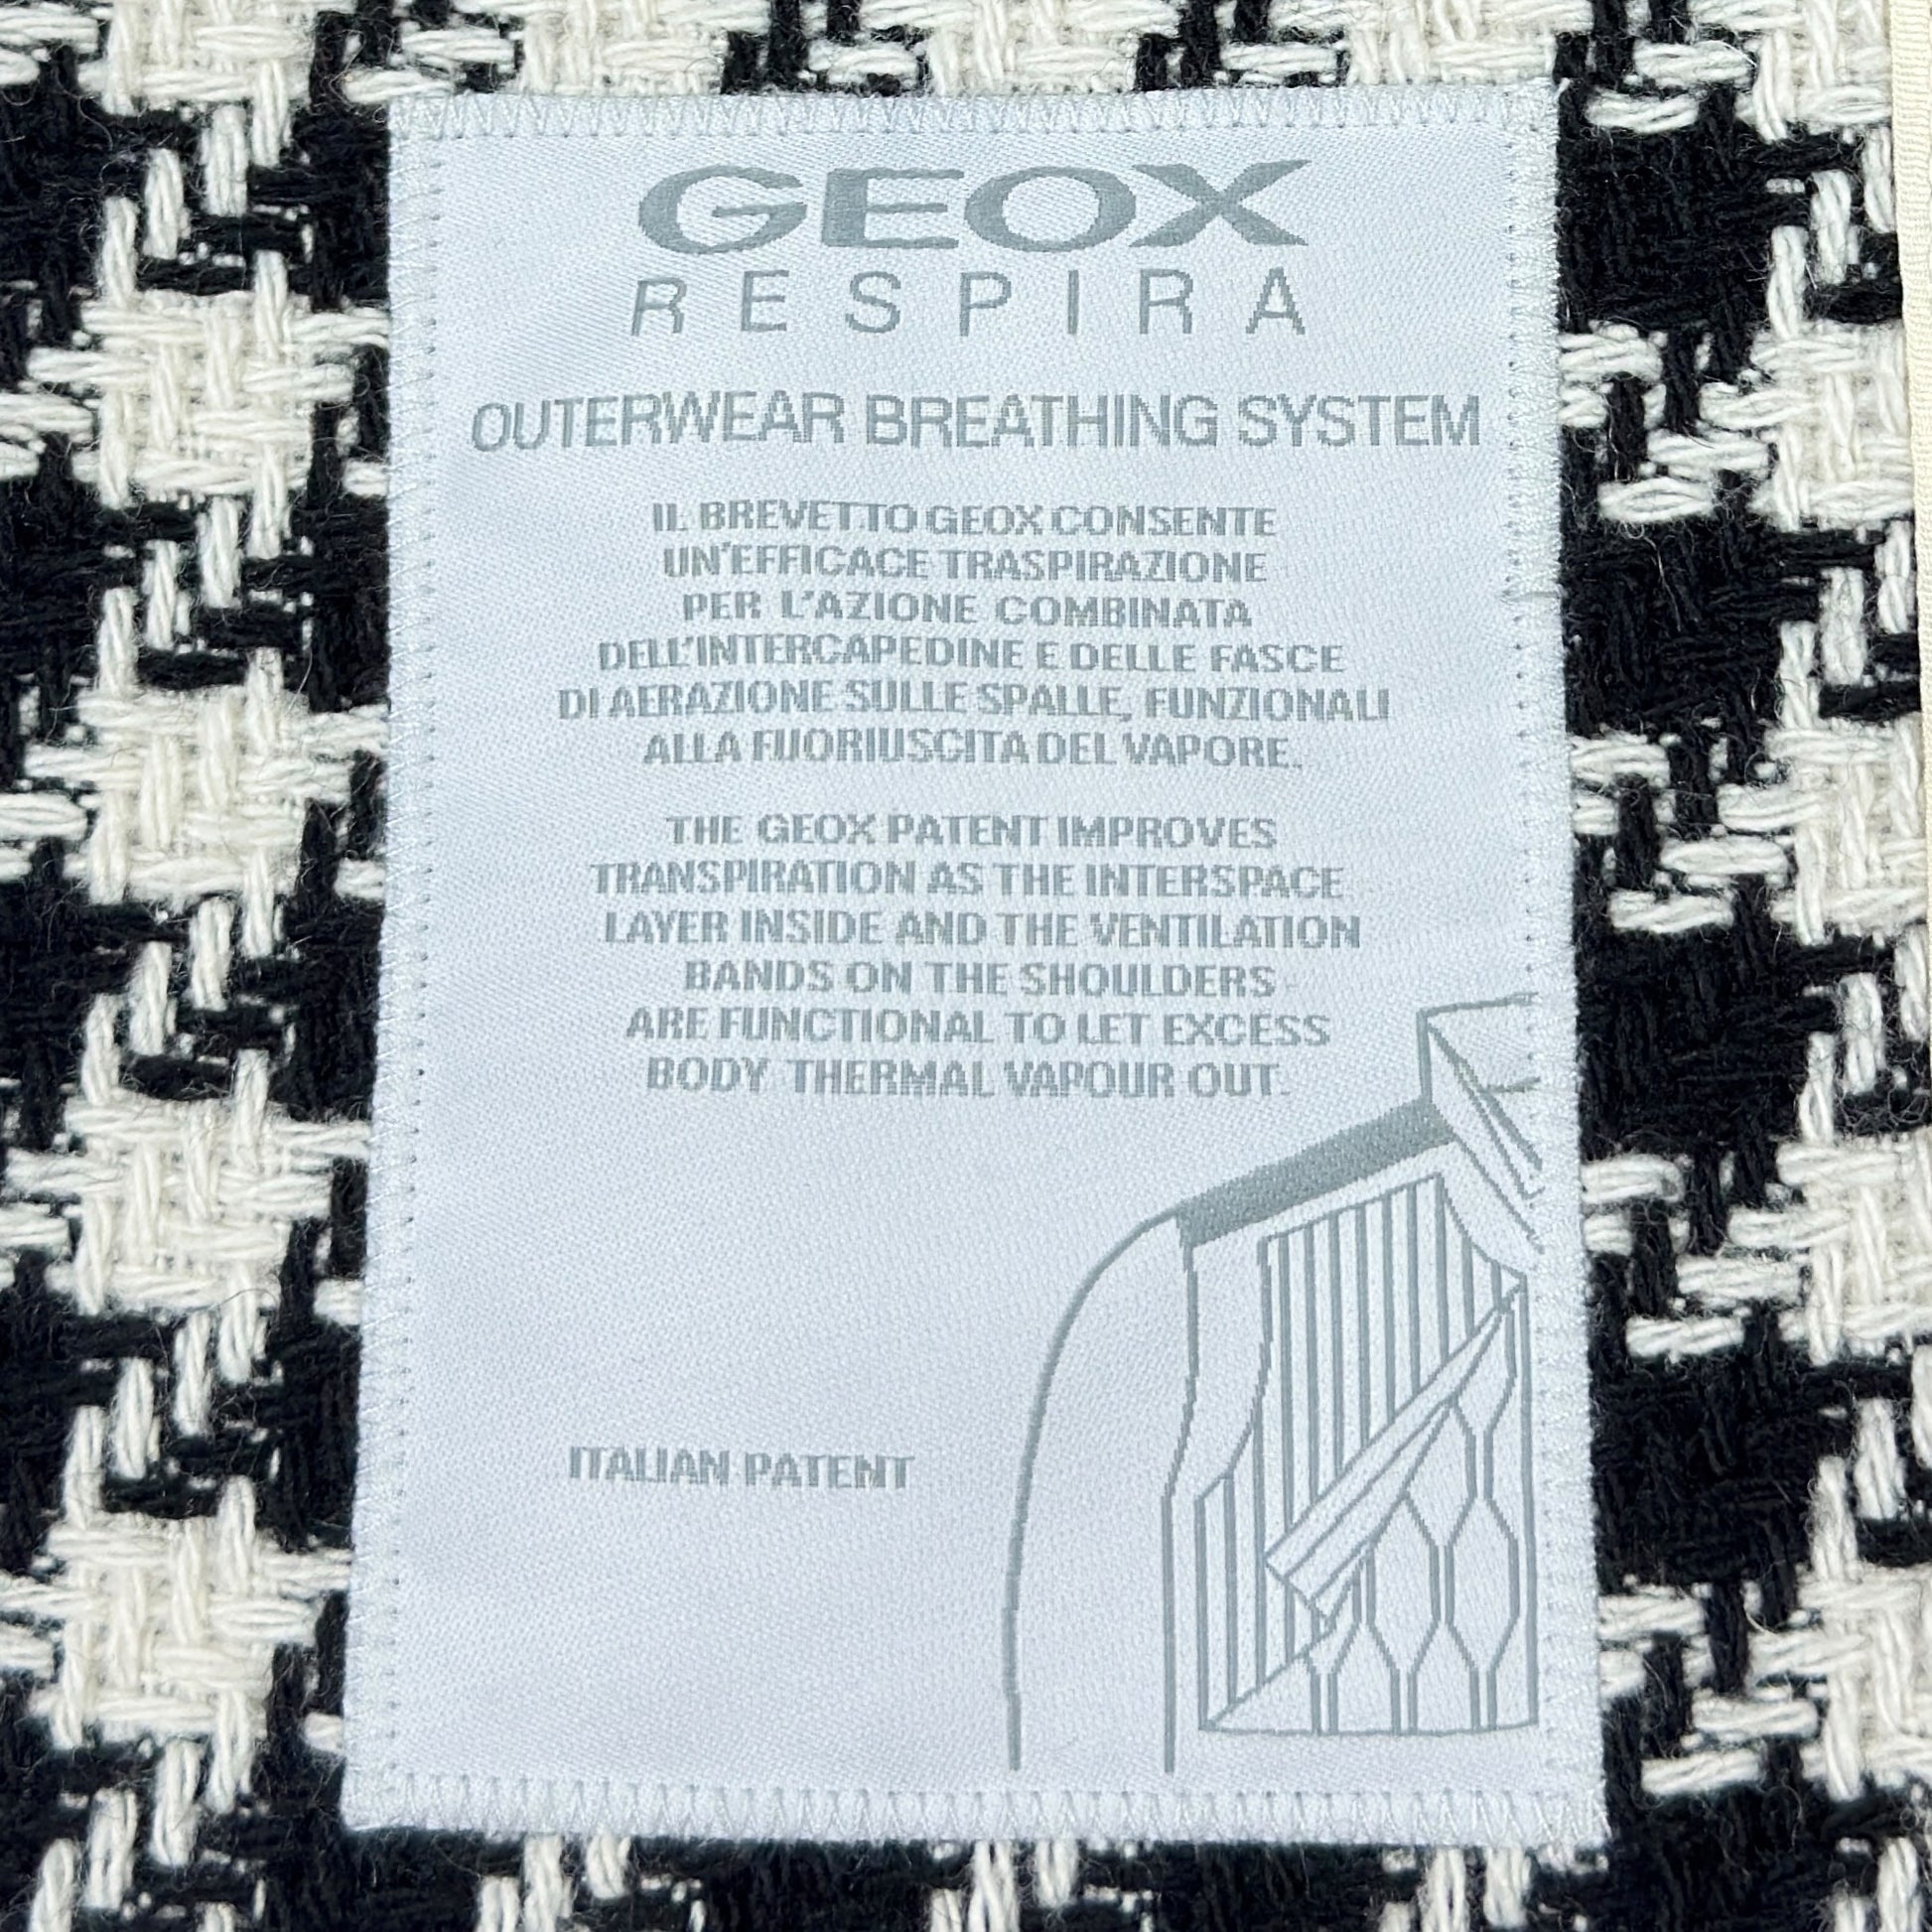 GEOX
RESPIRA
OUTERWEAR BREATHING SYSTEM
IL BREVETTO GEOX CONSENTE
UN'EFFICACE TRASPIRAZIONE
PER L'AZIONE COMBINATA
DELL'INTERCAPEDINE E DELLE FASCE
DI AERAZIONE SULLE SPALLE, FUNZIONALI
ALLA FUORIUSCITA DEL VAPORE.
THE GEOX PATENT IMPROVES
TRANSPIRATION AS THE INTERSPACE
LAYER INSIDE AND THE VENTILATION
BANDS ON THE SHOULDERS
ARE FUNCTIONAL TO LET EXCESS
BODY THERMAL VAPOUR OUT.
ITALIAN PATENT